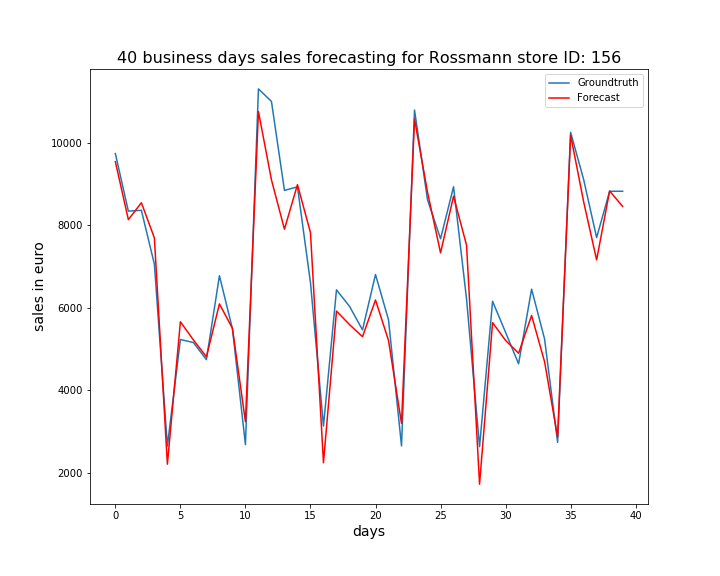 40 business days sales forecasting for Rossmann store ID: 156
Groundtruth
Forecast
sales in euro
10000
8000
6000
4000
2000
0 5 10 15 20 25 30 35 40
days